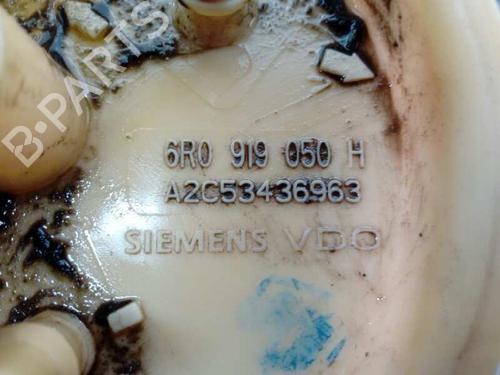 B-PARTS
6R0 919 050 H
A2C53436963
SIEMENS VDO